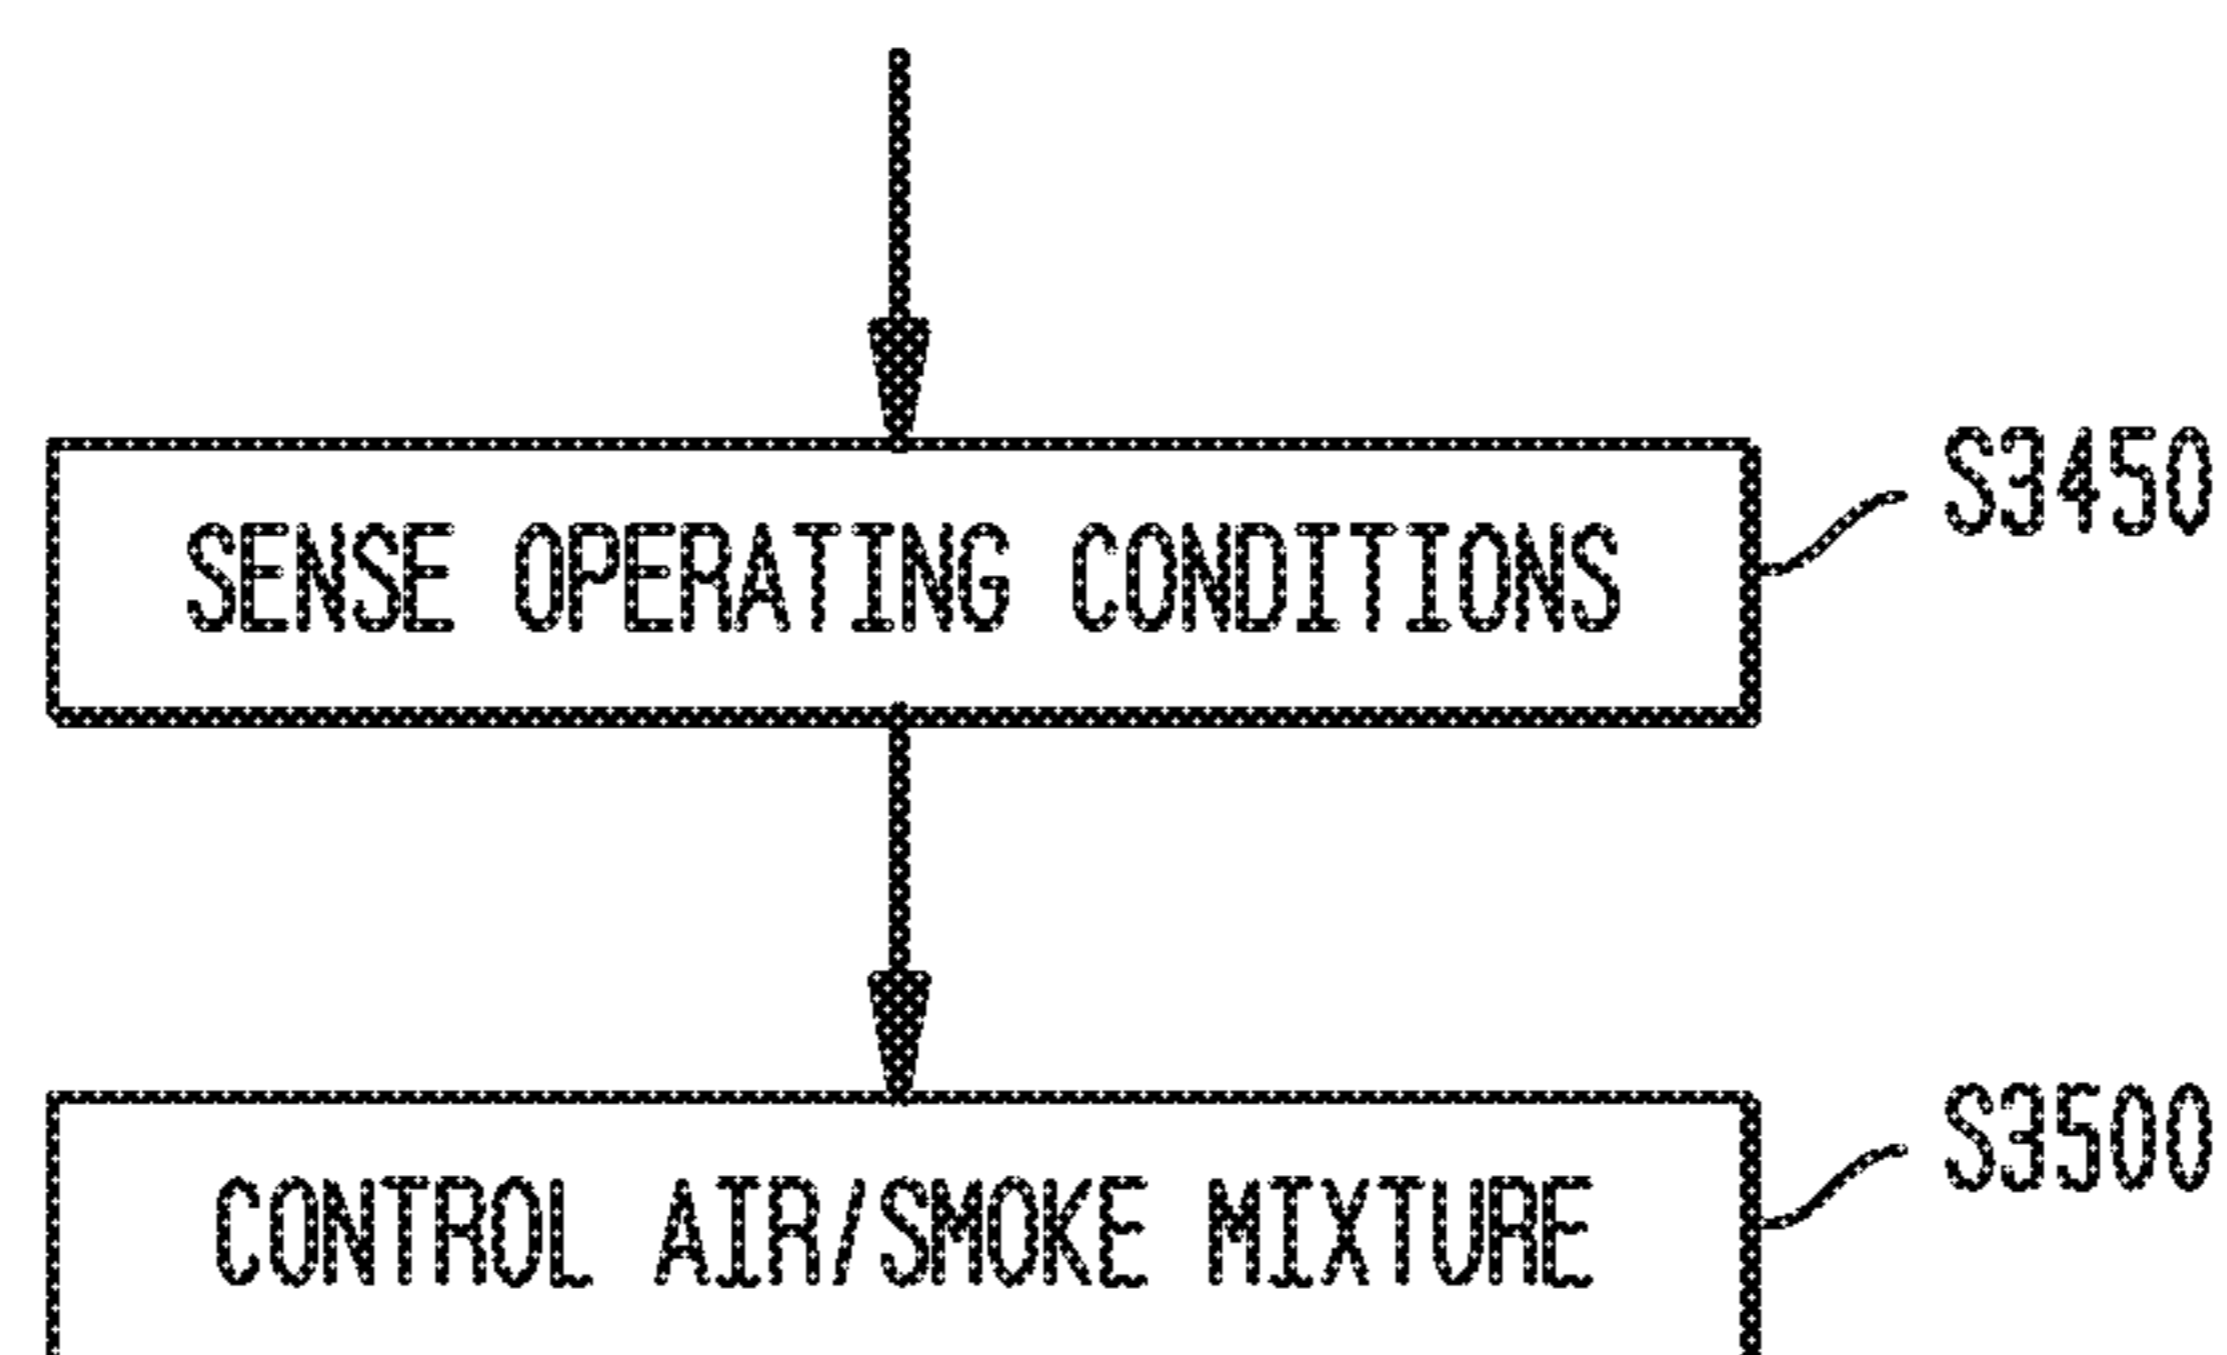 S3450
SENSE OPERATING CONDITIONS
S3500
CONTROL AIR/SMOKE MIXTURE